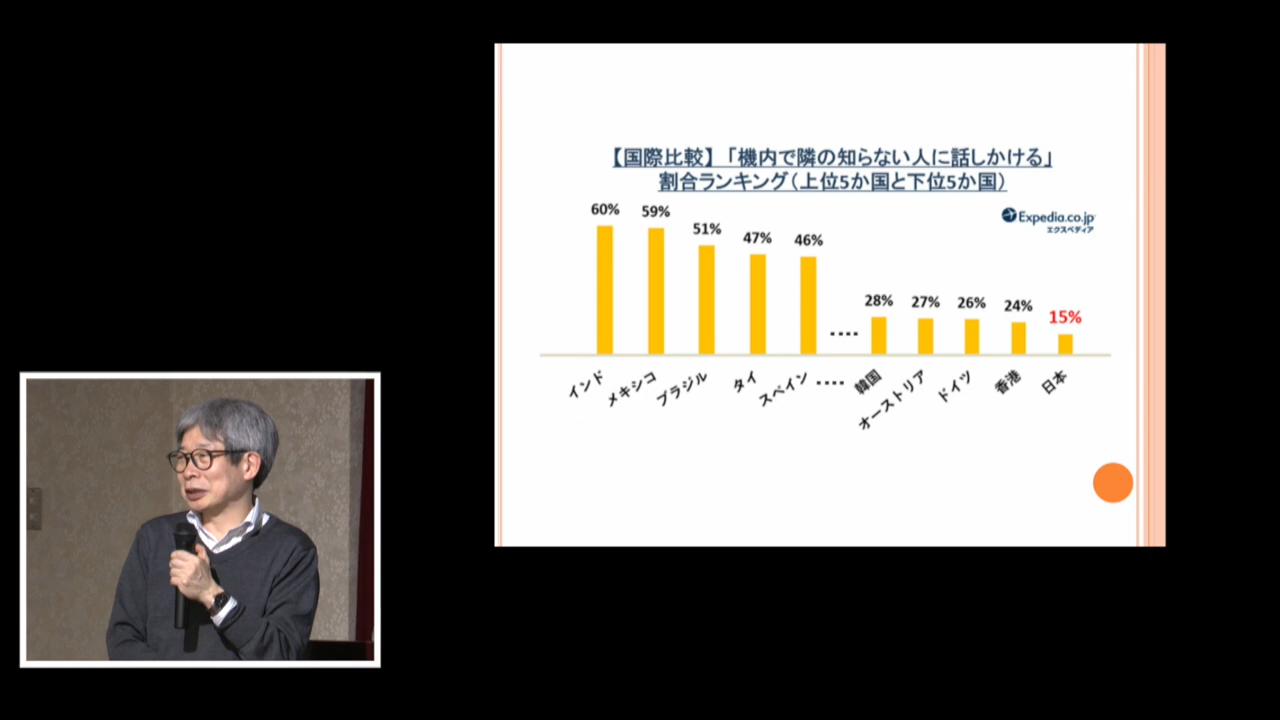 【国際比較】「機内で隣の知らない人に話しかける」
割合ランキング(上位5か国と下位5か国)
Expedia.co.jp
エクスペディア
60% 59% 51% 47% 46% 28% 27% 26% 24% 15%
インド メキシコ ブラジル タイ スペイン 韓国 オーストリア ドイツ 香港 日本